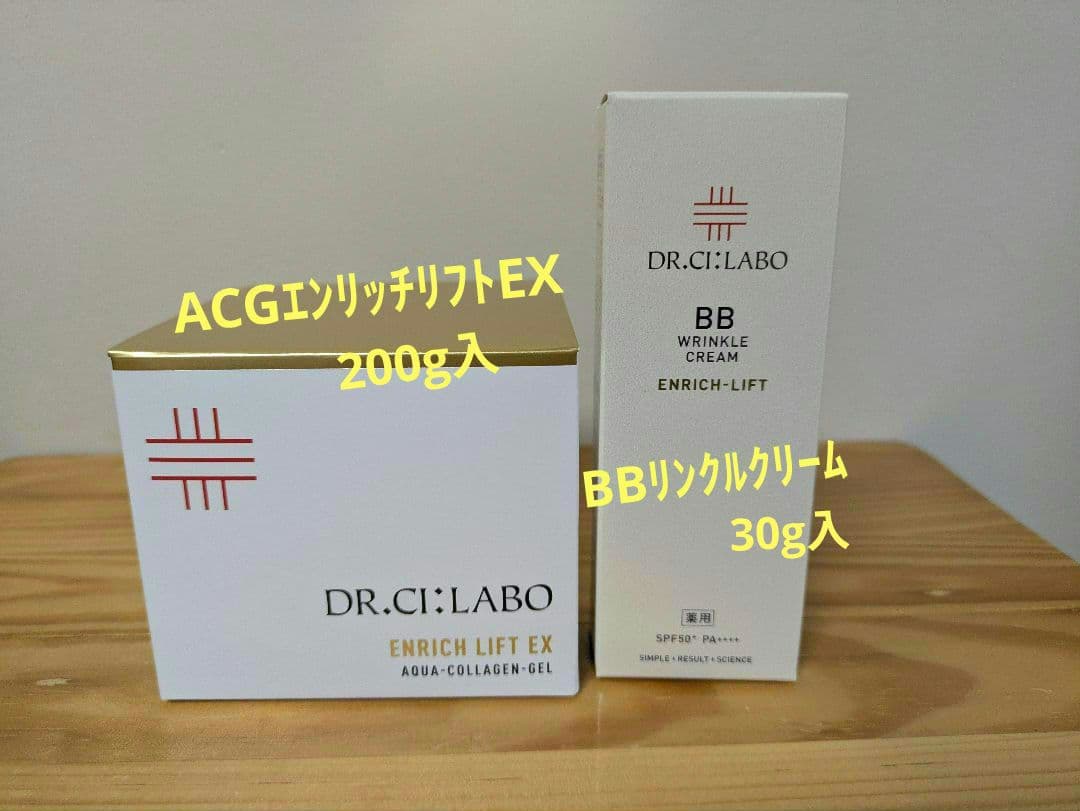 ACGｴﾝﾘｯﾁﾘﾌﾄEX
200g入
DR.CI:LABO
ENRICH LIFT EX
AQUA-COLLAGEN-GEL
DR.CI:LABO
BB
WRINKLE
CREAM
ENRICH-LIFT
BBﾘﾝｸﾙｸﾘｰﾑ
30g入
薬用
SPF50+ PA++++
SIMPLE+RESULT+SCIENCE